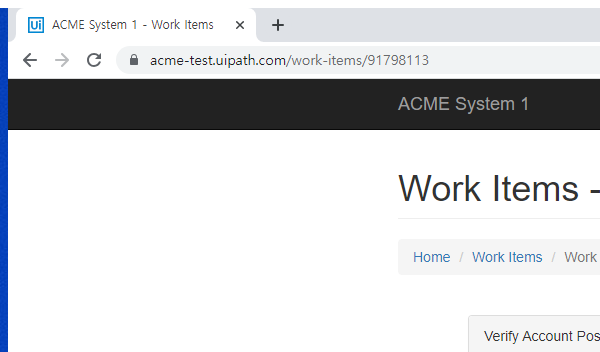 Ui ACME System 1 - Work Items
acme-test.uipath.com/work-items/91798113
ACME System 1
Work Items -
Home / Work Items / Work
Verify Account Pos